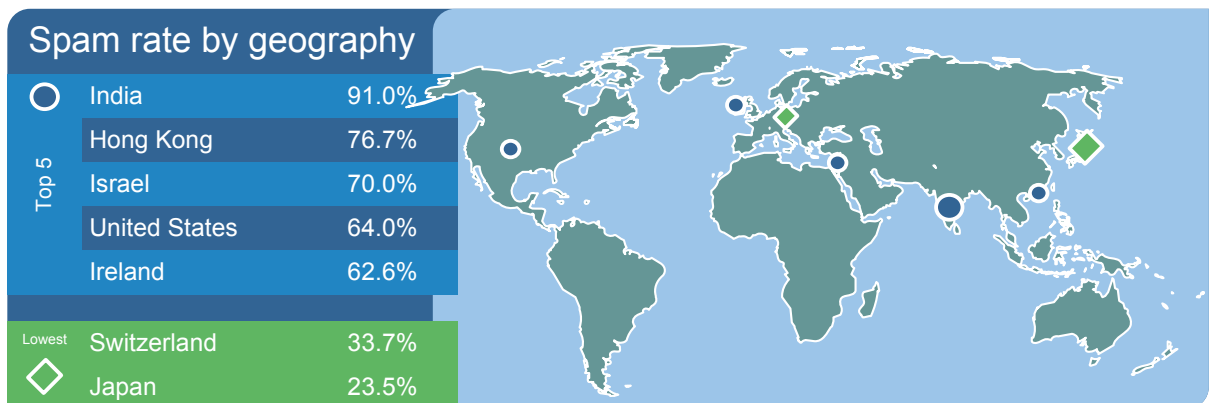 Spam rate by geography
India 91.0%
Hong Kong 76.7%
Top 5
Israel 70.0%
United States 64.0%
Ireland 62.6%
Lowest
Switzerland 33.7%
Japan 23.5%